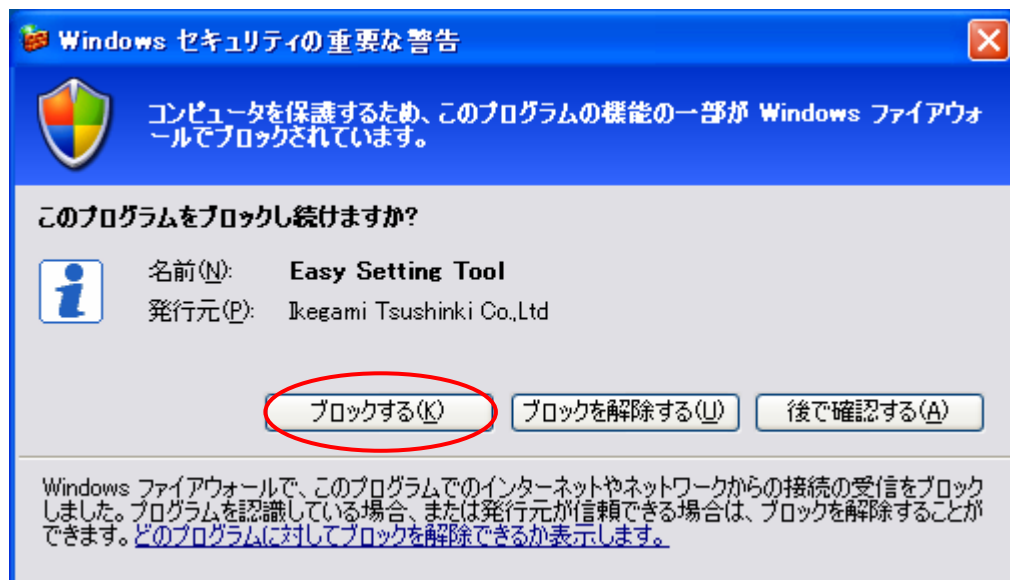 Windows セキュリティの重要な警告
コンピュータを保護するため、このプログラムの機能の一部が Windows ファイアウォ
ールでブロックされています。
このプログラムをブロックし続けますか?
名前(N): Easy Setting Tool
発行元(P): Ikegami Tsushinki Co.,Ltd
ブロックする(K) ブロックを解除する(U) 後で確認する(A)
Windows ファイアウォールで、このプログラムでのインターネットやネットワークからの接続の受信をブロック
しました。プログラムを認識している場合、または発行元が信頼できる場合は、ブロックを解除することが
できます。どのプログラムに対してブロックを解除できるか表示します。